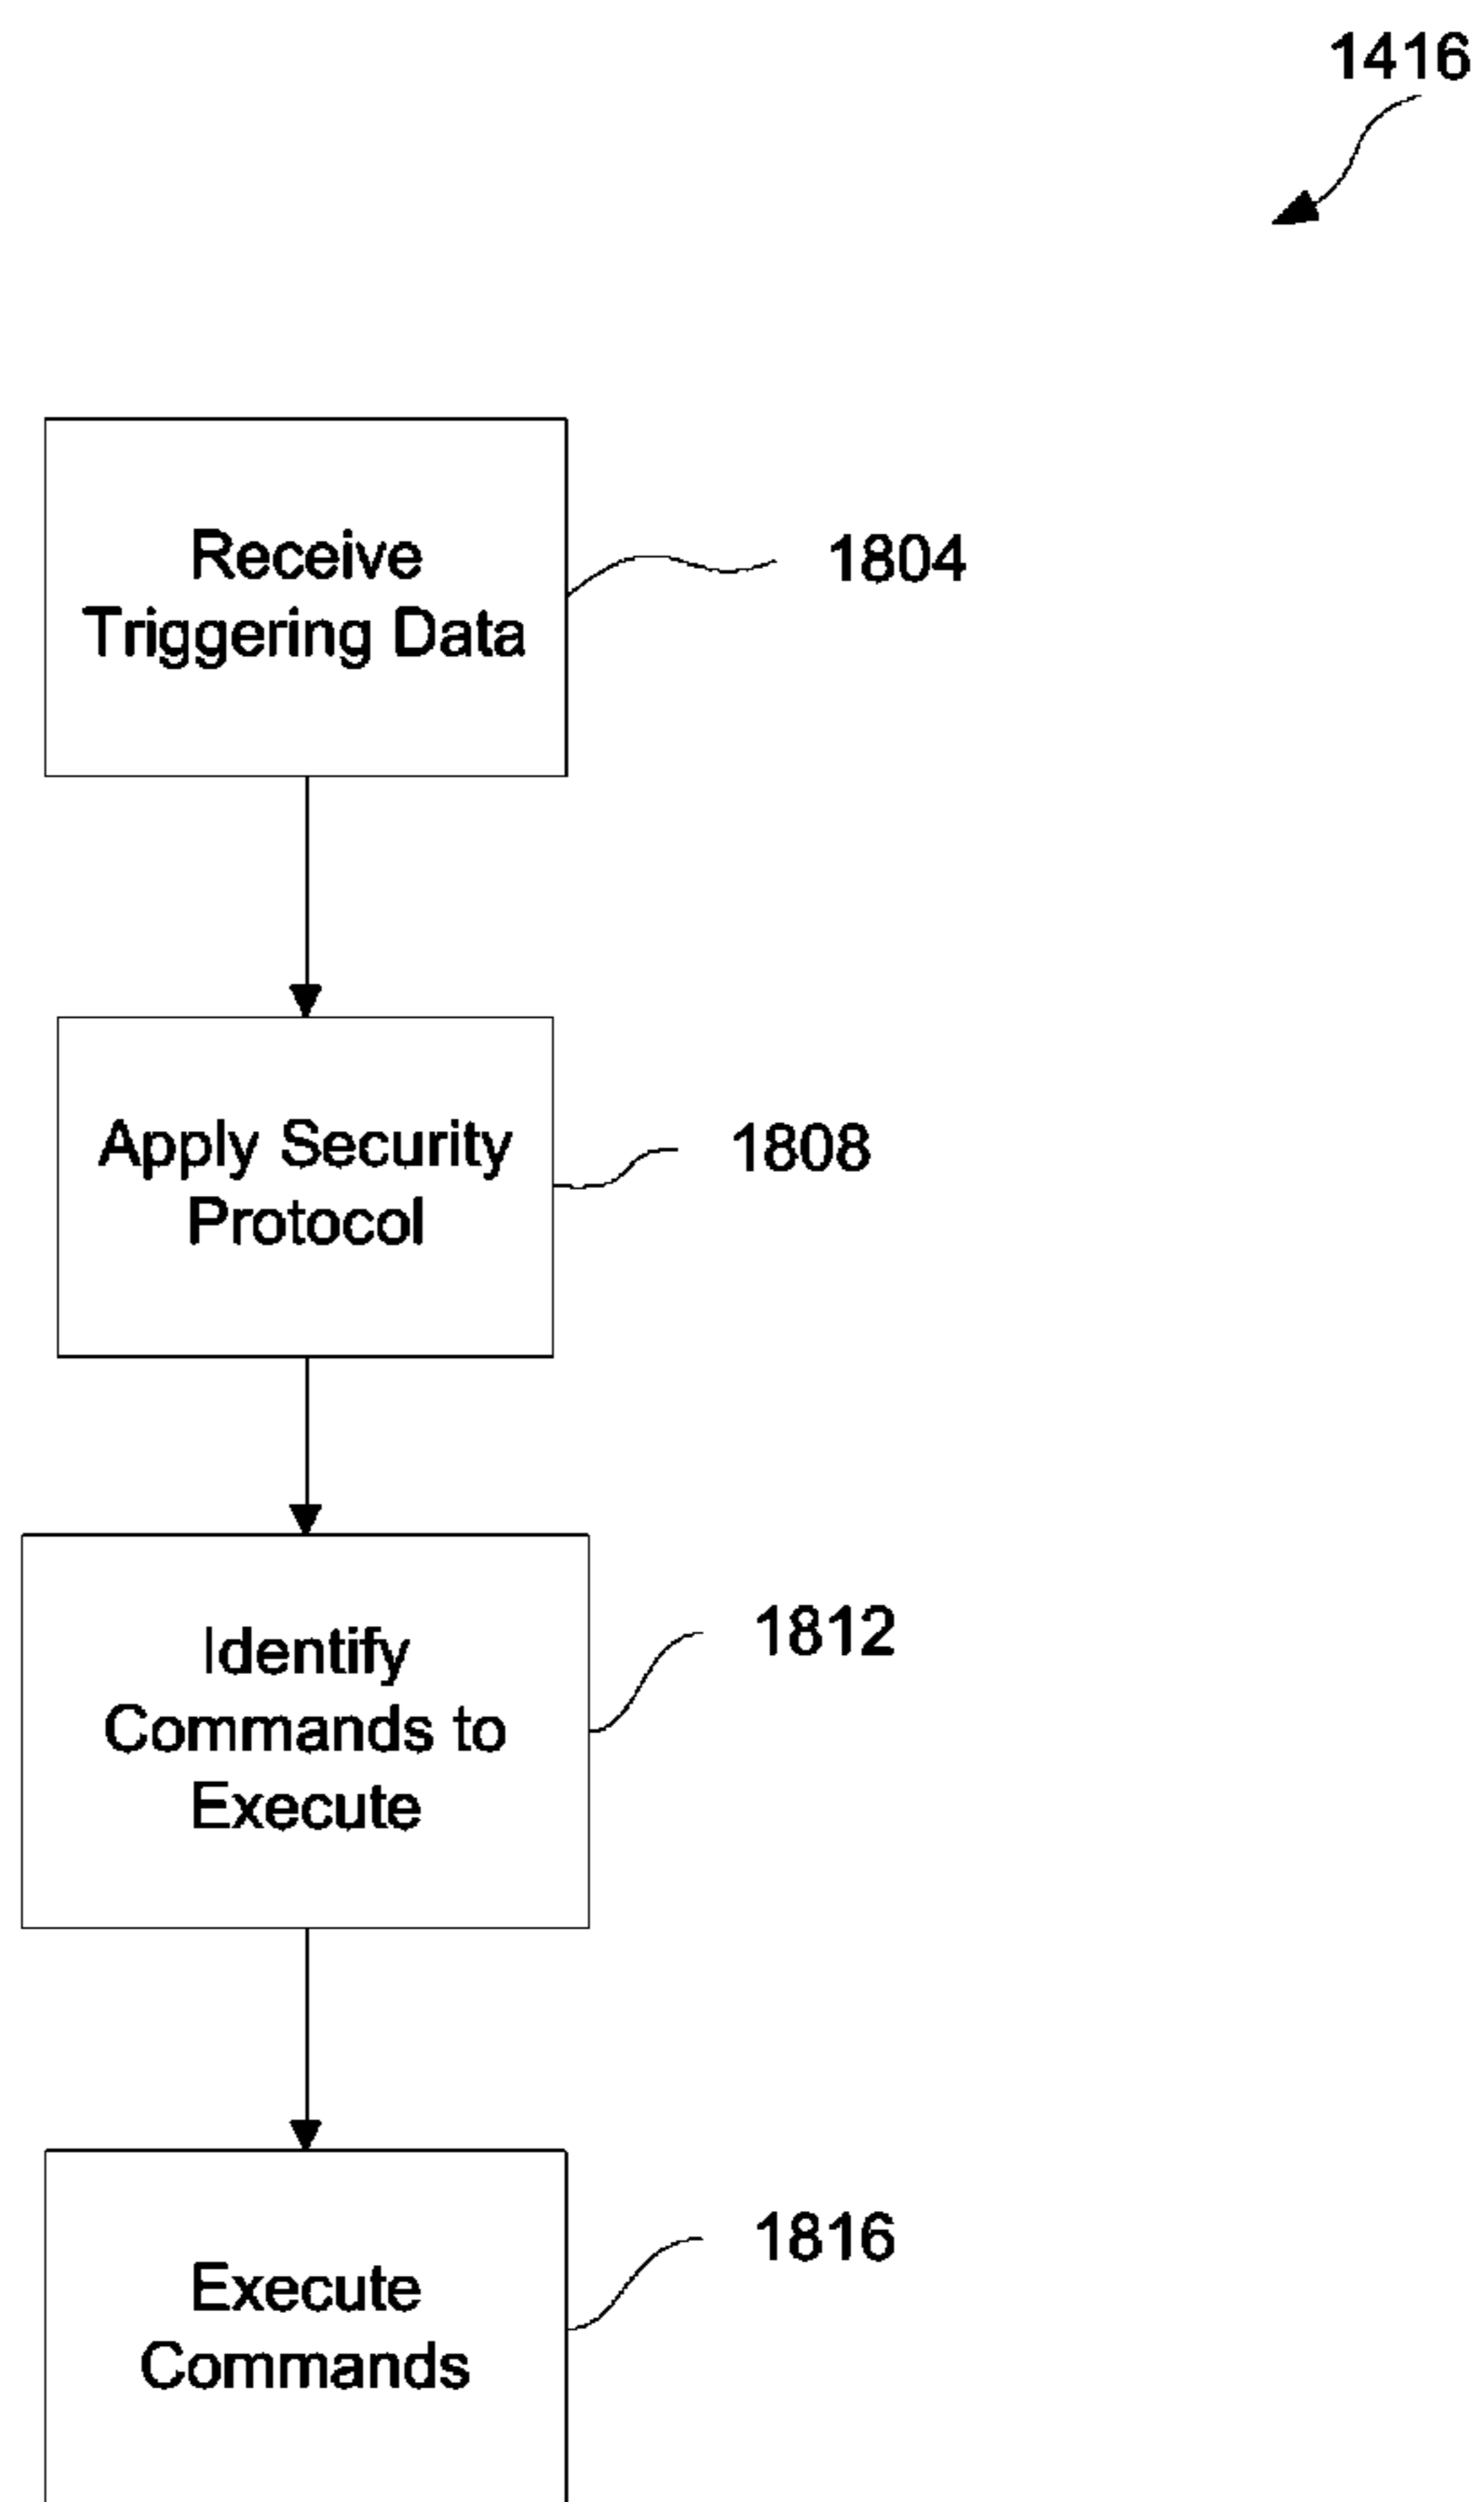 1416
Receive
Triggering Data
1804
Apply Security
Protocol
1808
Identify
Commands to
Execute
1812
Execute
Commands
1816